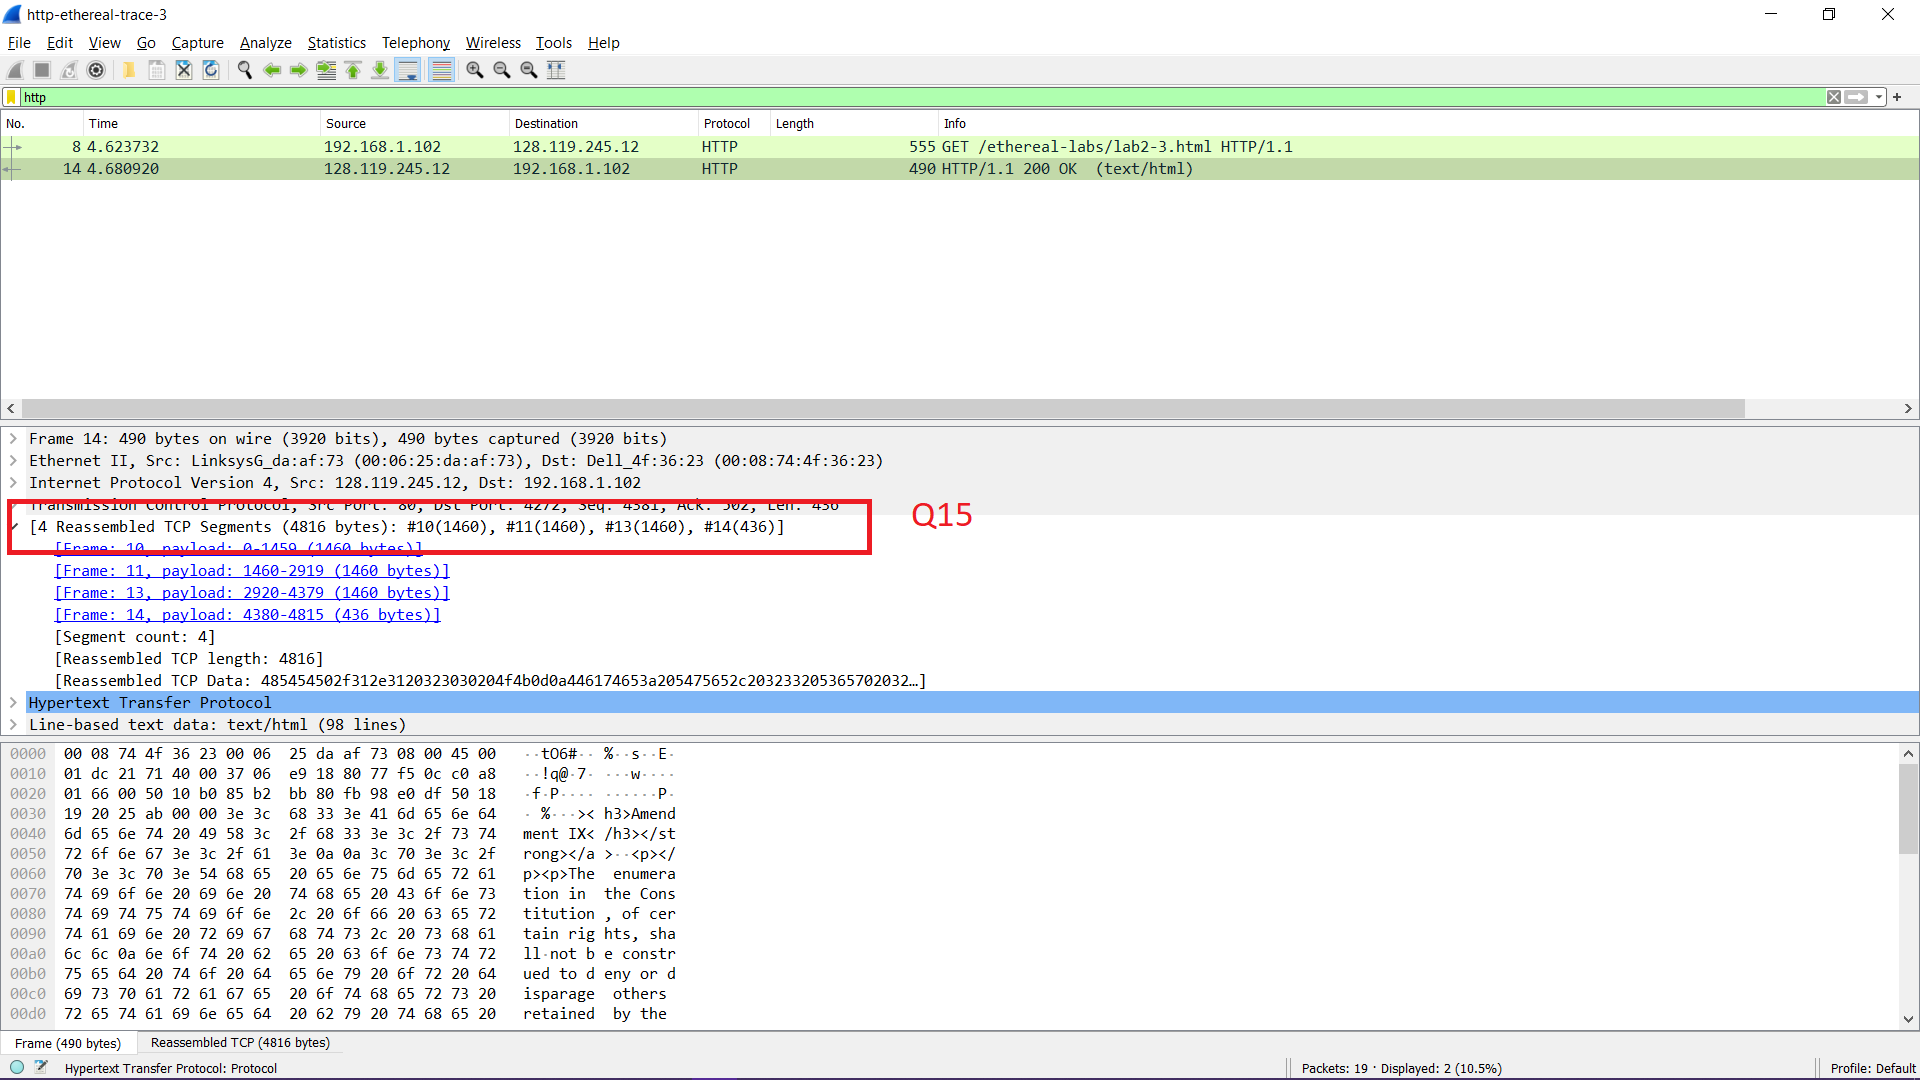 http-ethereal-trace-3
File Edit View Go Capture Analyze Statistics Telephony Wireless Tools Help
http
No. Time Source Destination Protocol Length Info
8 4.623732 192.168.1.102 128.119.245.12 HTTP 555 GET /ethereal-labs/lab2-3.html HTTP/1.1
14 4.680920 128.119.245.12 192.168.1.102 HTTP 490 HTTP/1.1 200 OK  (text/html)
Frame 14: 490 bytes on wire (3920 bits), 490 bytes captured (3920 bits)
Ethernet II, Src: LinksysG_da:af:73 (00:06:25:da:af:73), Dst: Dell_4f:36:23 (00:08:74:4f:36:23)
Internet Protocol Version 4, Src: 128.119.245.12, Dst: 192.168.1.102
Transmission Control Protocol, Src Port: 80, Dst Port: 4272, Seq: 4381, Ack: 502, Len: 436
Q15
[4 Reassembled TCP Segments (4816 bytes): #10(1460), #11(1460), #13(1460), #14(436)]
[Frame: 10, payload: 0-1459 (1460 bytes)]
[Frame: 11, payload: 1460-2919 (1460 bytes)]
[Frame: 13, payload: 2920-4379 (1460 bytes)]
[Frame: 14, payload: 4380-4815 (436 bytes)]
[Segment count: 4]
[Reassembled TCP length: 4816]
[Reassembled TCP Data: 485454502f312e3120323030204f4b0d0a446174653a205475652c203233205365702032…]
Hypertext Transfer Protocol
Line-based text data: text/html (98 lines)
0000 00 08 74 4f 36 23 00 06 25 da af 73 08 00 45 00 ··tO6#·· %··s··E·
0010 01 dc 21 71 40 00 37 06 e9 18 80 77 f5 0c c0 a8 ··!q@·7· ···w····
0020 01 66 00 50 10 b0 85 b2 bb 80 fb 98 e0 df 50 18 ·f·P···· ······P·
0030 19 20 25 ab 00 00 3e 3c 68 33 3e 41 6d 65 6e 64 · %···>< h3>Amend
0040 6d 65 6e 74 20 49 58 3c 2f 68 33 3e 3c 2f 73 74 ment IX< /h3></st
0050 72 6f 6e 67 3e 3c 2f 61 3e 0a 0a 3c 70 3e 3c 2f rong></a >··<p></
0060 70 3e 3c 70 3e 54 68 65 20 65 6e 75 6d 65 72 61 p><p>The  enumera
0070 74 69 6f 6e 20 69 6e 20 74 68 65 20 43 6f 6e 73 tion in  the Cons
0080 74 69 74 75 74 69 6f 6e 2c 20 6f 66 20 63 65 72 titution , of cer
0090 74 61 69 6e 20 72 69 67 68 74 73 2c 20 73 68 61 tain rig hts, sha
00a0 6c 6c 0a 6e 6f 74 20 62 65 20 63 6f 6e 73 74 72 ll·not b e constr
00b0 75 65 64 20 74 6f 20 64 65 6e 79 20 6f 72 20 64 ued to d eny or d
00c0 69 73 70 61 72 61 67 65 20 6f 74 68 65 72 73 20 isparage  others
00d0 72 65 74 61 69 6e 65 64 20 62 79 20 74 68 65 20 retained  by the
Frame (490 bytes) Reassembled TCP (4816 bytes)
Hypertext Transfer Protocol: Protocol Packets: 19 · Displayed: 2 (10.5%) Profile: Default